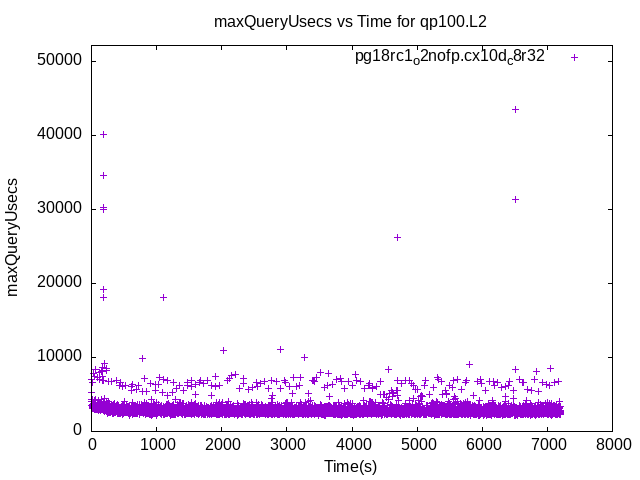 maxQueryUsecs vs Time for qp100.L2
pg18rc1o2nofp.cx10dc8r32
50000
40000
30000
20000
10000
0
maxQueryUsecs
0 1000 2000 3000 4000 5000 6000 7000 8000
Time(s)